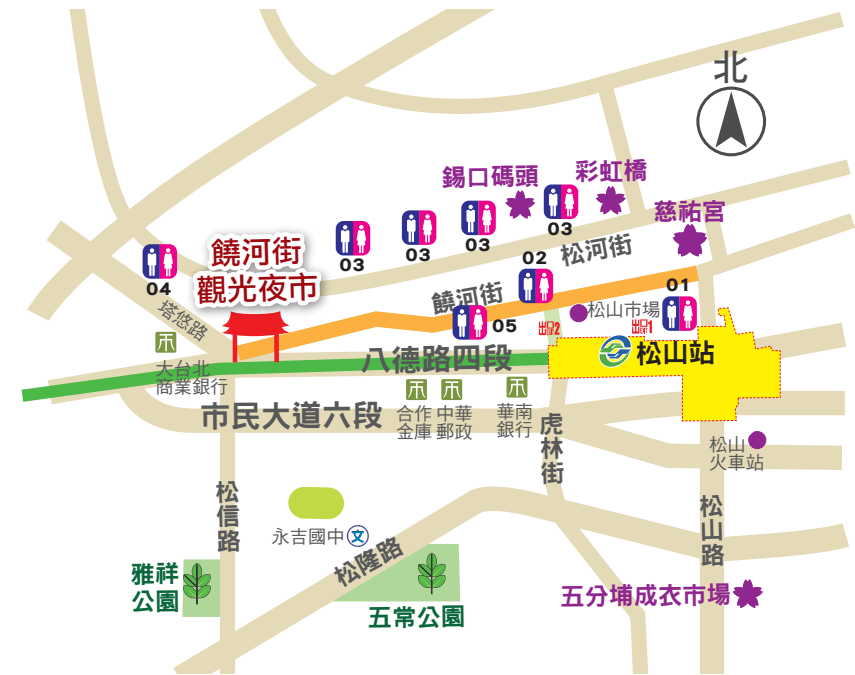 北
錫口碼頭
彩虹橋
慈祐宮
03
03
03
03
02
松河街
01
04
饒河街
觀光夜市
饒河街
05
松山市場
出口2
出口1
塔悠路
松山站
八德路四段
大台北
商業銀行
市民大道六段
合作
金庫
中華
郵政
華南
銀行
虎林街
松山
火車站
松信路
永吉國中
文
松隆路
松山路
雅祥
公園
五常公園
五分埔成衣市場